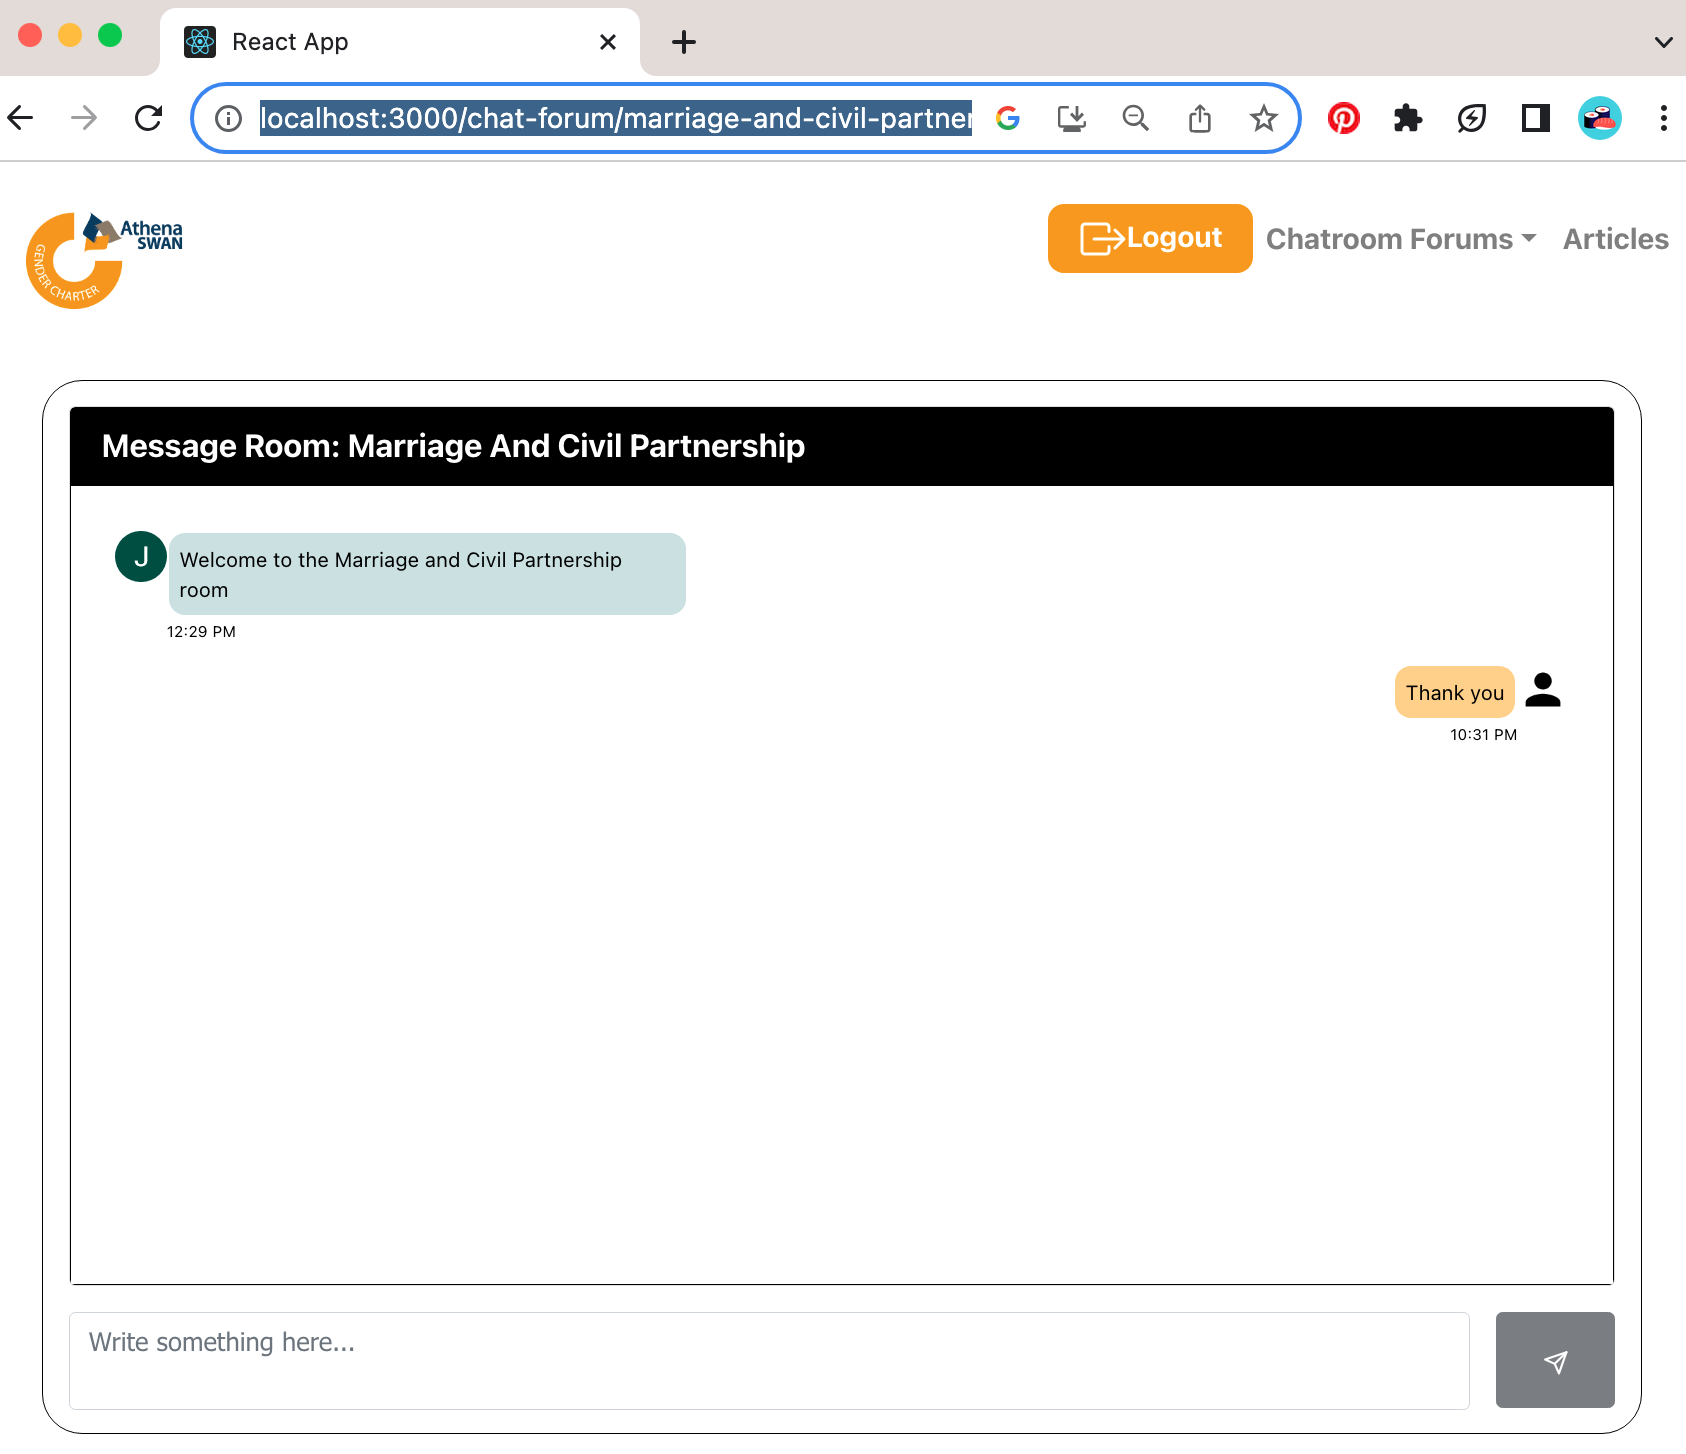 React App
localhost:3000/chat-forum/marriage-and-civil-partner
Athena
SWAN
GENDER CHARTER
Logout
Chatroom Forums
Articles
Message Room: Marriage And Civil Partnership
J
Welcome to the Marriage and Civil Partnership
room
12:29 PM
Thank you
10:31 PM
Write something here...